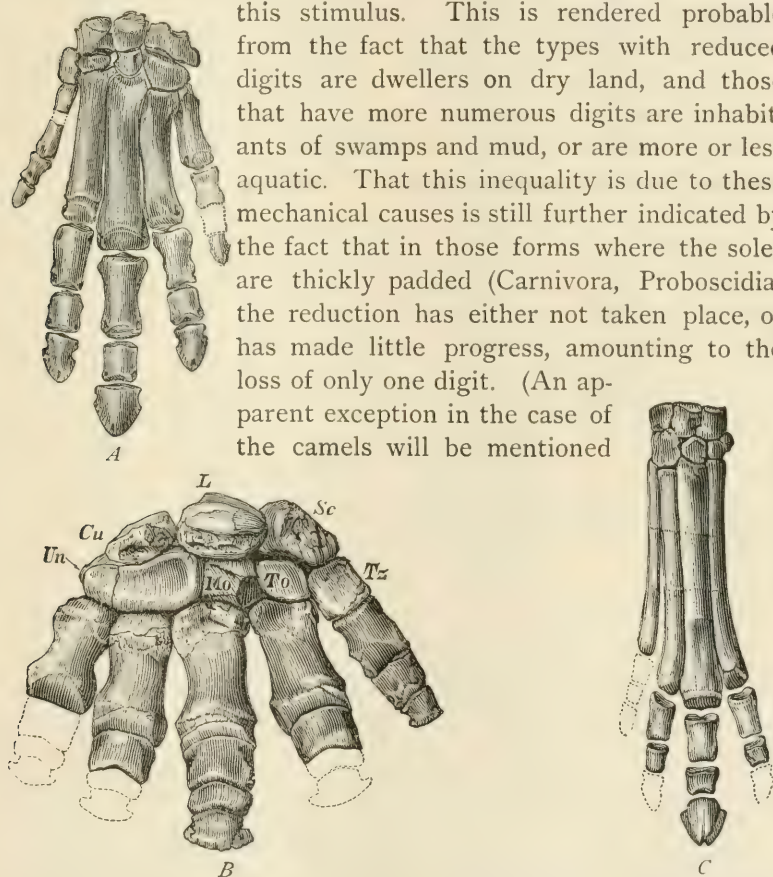 this stimulus. This is rendered probabl
from the fact that the types with reduced
digits are dwellers on dry land, and thos
that have more numerous digits are inhabit
ants of swamps and mud, or are more or les
aquatic. That this inequality is due to thes
mechanical causes is still further indicated by
the fact that in those forms where the sole
are thickly padded (Carnivora, Proboscidia
the reduction has either not taken place, o
has made little progress, amounting to the
loss of only one digit. (An ap-
parent exception in the case of
the camels will be mentioned
A
L
Cu
Sc
Un
Mo
To
Tz
B
C